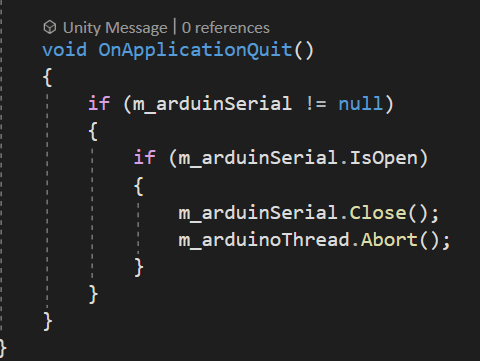 Unity Message | 0 references
void OnApplicationQuit()
{
if (m_arduinSerial != null)
{
if (m_arduinSerial.IsOpen)
{
m_arduinSerial.Close();
m_arduinoThread.Abort();
}
}
}
}